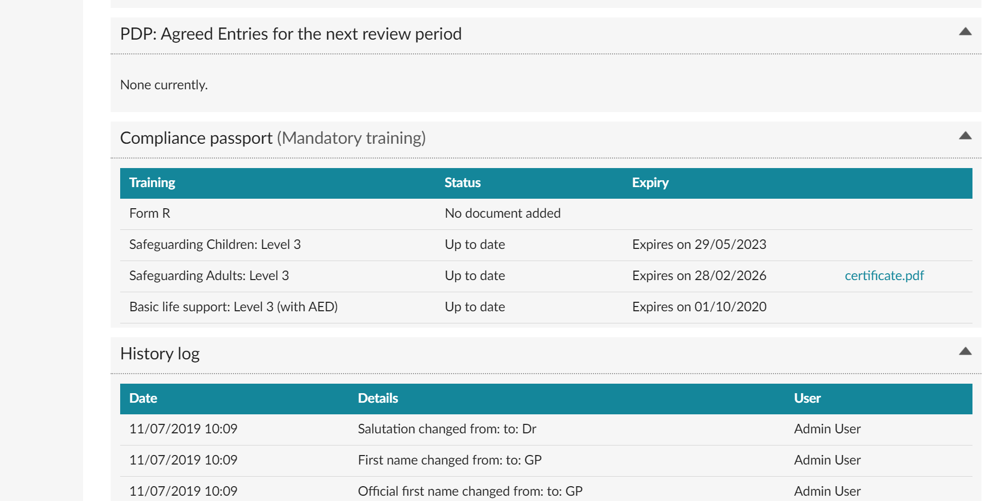 PDP: Agreed Entries for the next review period
None currently.
Compliance passport (Mandatory training)
Training Status Expiry
Form R No document added
Safeguarding Children: Level 3 Up to date Expires on 29/05/2023
Safeguarding Adults: Level 3 Up to date Expires on 28/02/2026 certificate.pdf
Basic life support: Level 3 (with AED) Up to date Expires on 01/10/2020
History log
Date Details User
11/07/2019 10:09 Salutation changed from: to: Dr Admin User
11/07/2019 10:09 First name changed from: to: GP Admin User
11/07/2019 10:09 Official first name changed from: to: GP Admin User